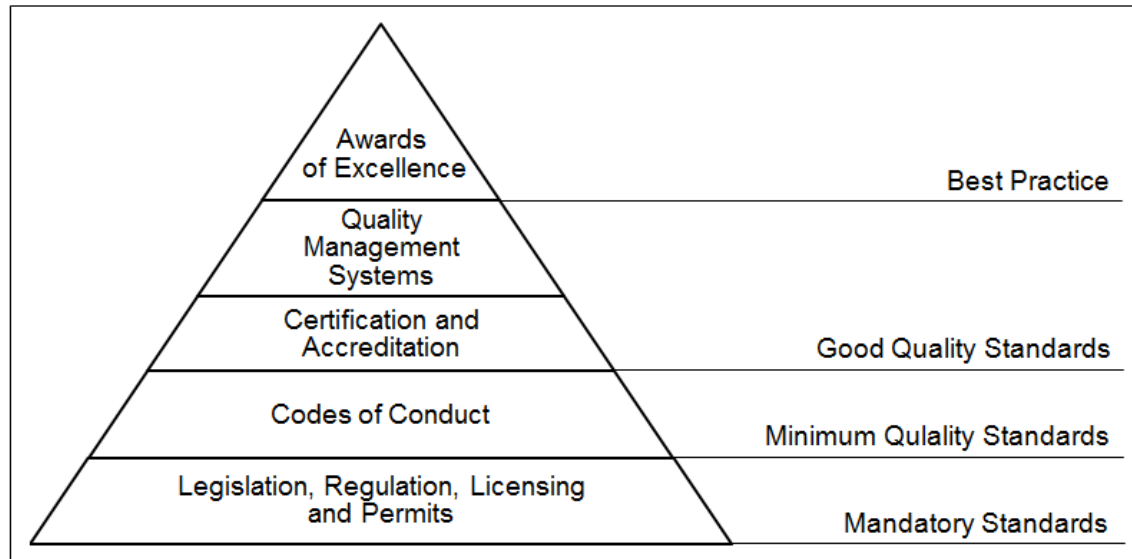 Awards
of Excellence
Best Practice
Quality
Management
Systems
Certification and
Accreditation
Good Quality Standards
Codes of Conduct
Minimum Qulality Standards
Legislation, Regulation, Licensing
and Permits
Mandatory Standards